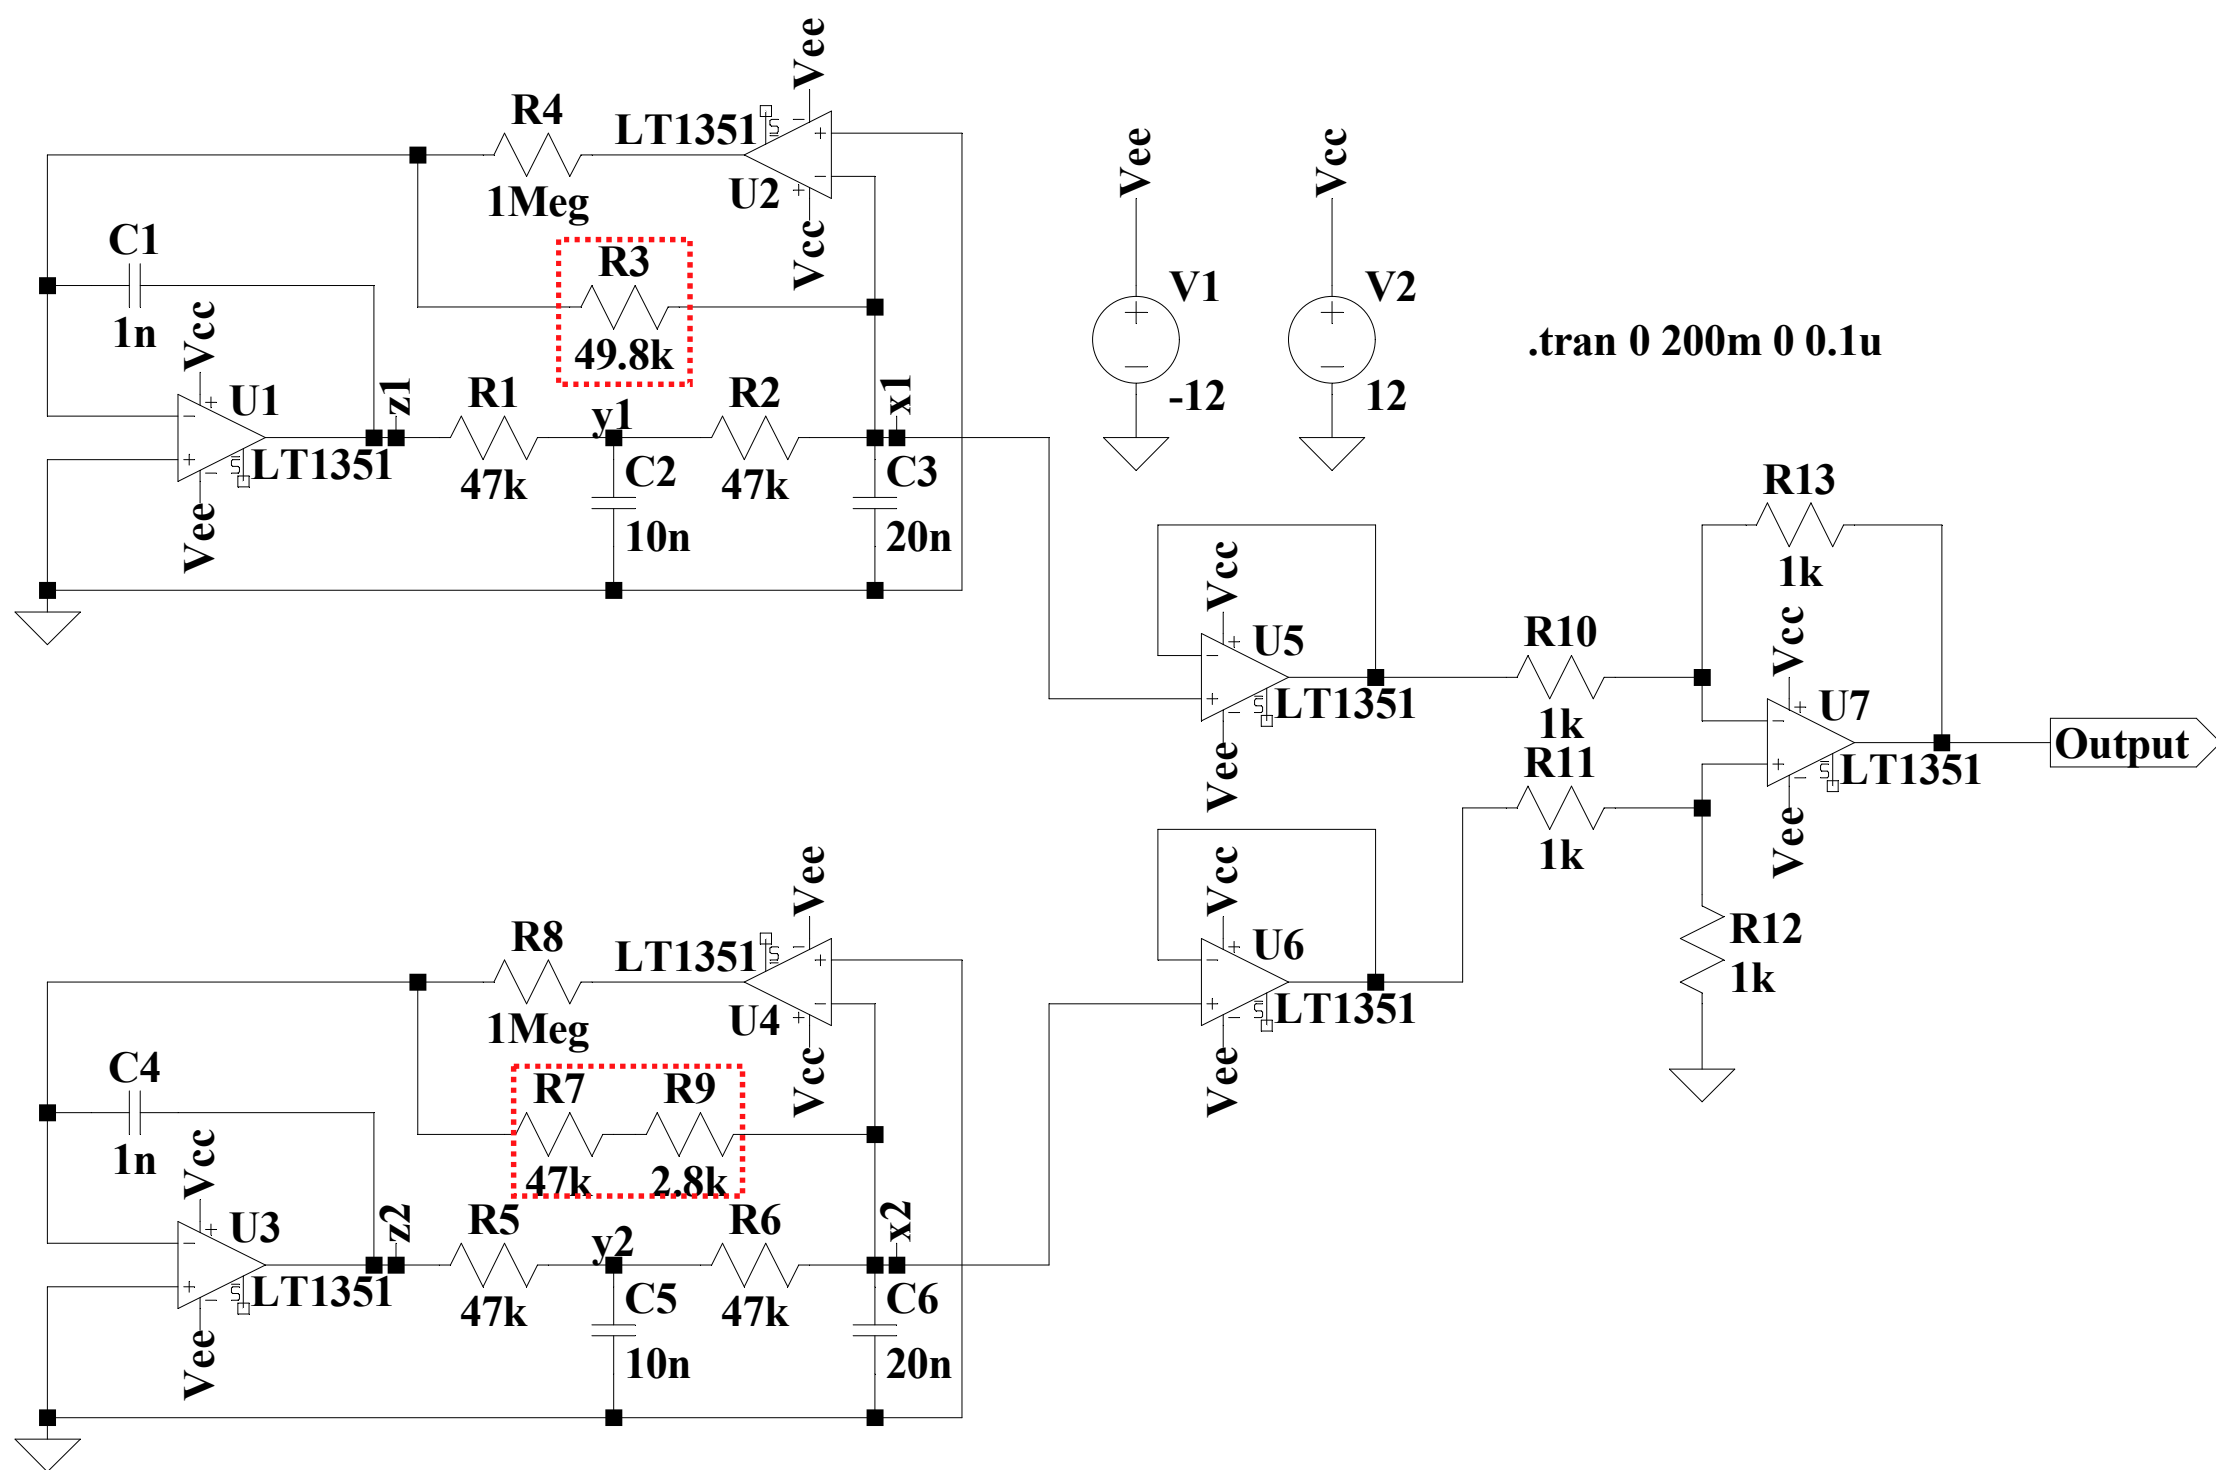 Vee
R4
LT1351
1Meg
U2
Vcc
C1
1n
R3
49.8k
Vcc
U1
LT1351
Vee
z1
R1
47k
y1
C2
10n
R2
47k
x1
C3
20n
Vee
V1
-12
Vcc
V2
12
.tran 0 200m 0 0.1u
Vcc
U5
LT1351
Vee
R10
1k
R11
1k
R13
1k
Vcc
U7
LT1351
Vee
Output
R12
1k
Vcc
U6
LT1351
Vee
Vee
R8
LT1351
1Meg
U4
Vcc
C4
1n
R7
47k
R9
2.8k
Vcc
U3
LT1351
Vee
z2
R5
47k
y2
C5
10n
R6
47k
x2
C6
20n